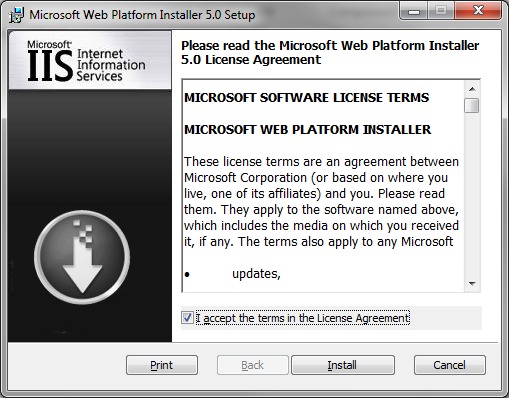 Microsoft Web Platform Installer 5.0 Setup
Microsoft®
IIS Internet
Information
Services
Please read the Microsoft Web Platform Installer
5.0 License Agreement
MICROSOFT SOFTWARE LICENSE TERMS
MICROSOFT WEB PLATFORM INSTALLER
These license terms are an agreement between
Microsoft Corporation (or based on where you
live, one of its affiliates) and you. Please read
them. They apply to the software named above,
which includes the media on which you received
it, if any. The terms also apply to any Microsoft
• updates,
I accept the terms in the License Agreement
Print Back Install Cancel